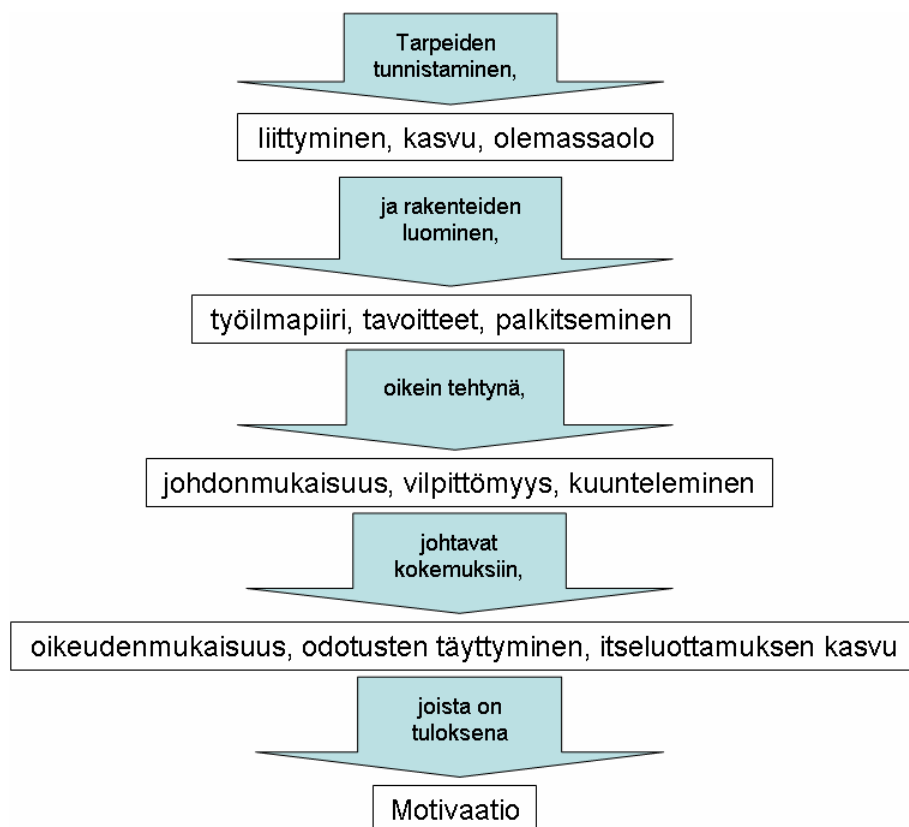 Tarpeiden
tunnistaminen,
liittyminen, kasvu, olemassaolo
ja rakenteiden
luominen,
työilmapiiri, tavoitteet, palkitseminen
oikein tehtynä,
johdonmukaisuus, vilpittömyys, kuunteleminen
johtavat
kokemuksiin,
oikeudenmukaisuus, odotusten täyttyminen, itseluottamuksen kasvu
joista on
tuloksena
Motivaatio